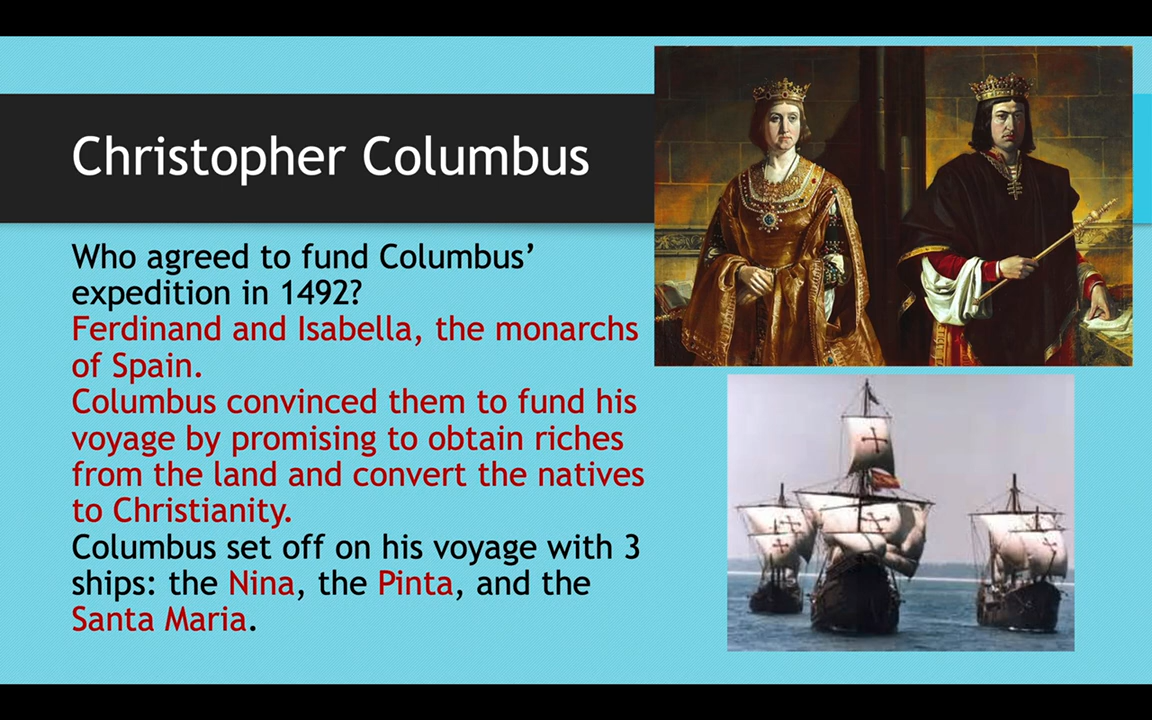 Christopher Columbus
Who agreed to fund Columbus’
expedition in 1492?
Ferdinand and Isabella, the monarchs
of Spain.
Columbus convinced them to fund his
voyage by promising to obtain riches
from the land and convert the natives
to Christianity.
Columbus set off on his voyage with 3
ships: the Nina, the Pinta, and the
Santa Maria.